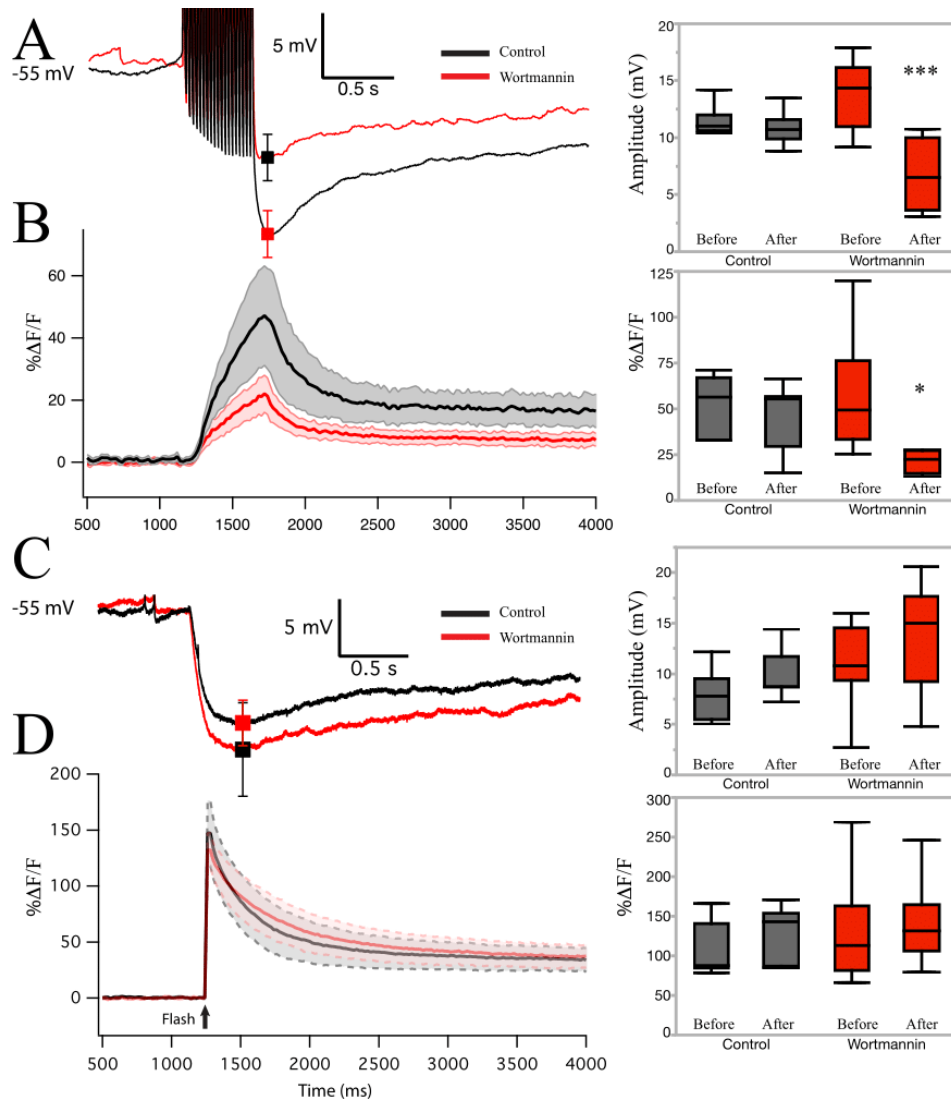 A
-55 mV
5 mV
0.5 s
Control
Wortmannin
Amplitude (mV)
20
15
10
5
0
***
Before
After
Before
After
Control
Wortmannin
B
%ΔF/F
60
40
20
0
500
1000
1500
2000
2500
3000
3500
4000
%ΔF/F
125
100
75
50
25
0
*
Before
After
Before
After
Control
Wortmannin
C
-55 mV
5 mV
0.5 s
Control
Wortmannin
Amplitude (mV)
20
15
10
5
0
Before
After
Before
After
Control
Wortmannin
D
%ΔF/F
200
150
100
50
0
Flash
500
1000
1500
2000
2500
3000
3500
4000
Time (ms)
%ΔF/F
300
250
200
150
100
50
0
Before
After
Before
After
Control
Wortmannin